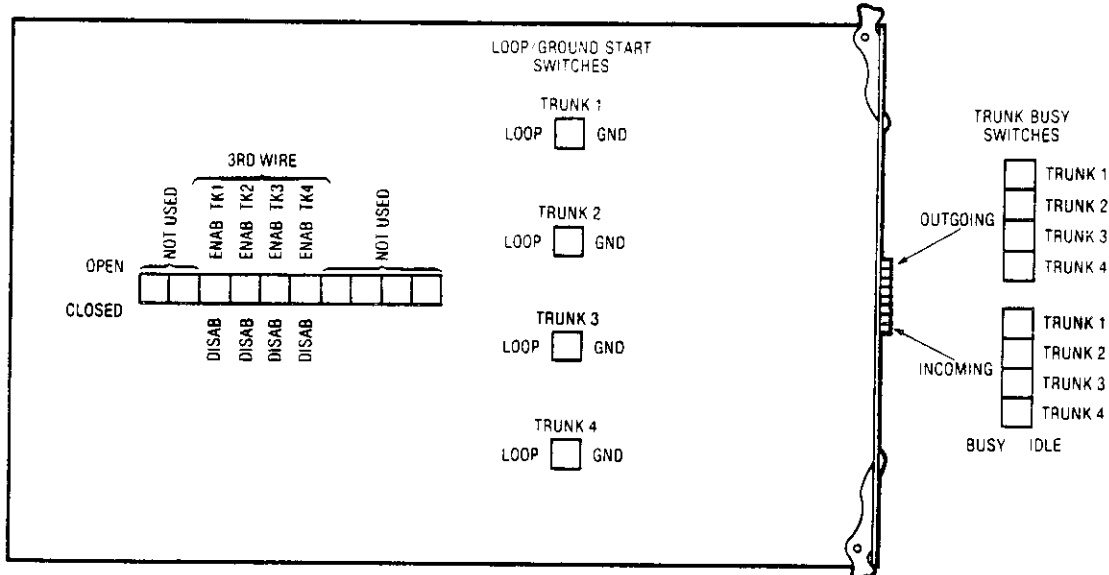 LOOP/GROUND START
SWITCHES
TRUNK 1
LOOP GND
TRUNK 2
LOOP GND
TRUNK 3
LOOP GND
TRUNK 4
LOOP GND
3RD WIRE
NOT USED
ENAB TK1
ENAB TK2
ENAB TK3
ENAB TK4
NOT USED
OPEN
CLOSED
DISAB
DISAB
DISAB
DISAB
TRUNK BUSY
SWITCHES
OUTGOING
TRUNK 1
TRUNK 2
TRUNK 3
TRUNK 4
INCOMING
TRUNK 1
TRUNK 2
TRUNK 3
TRUNK 4
BUSY IDLE